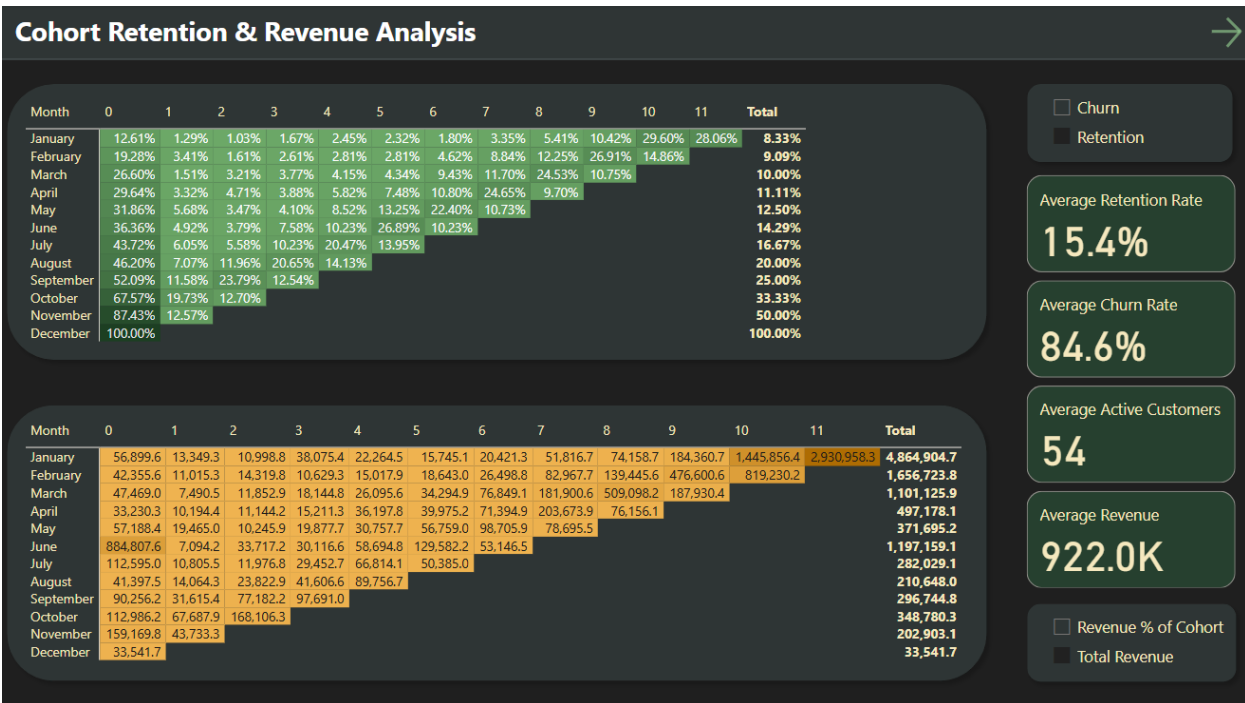 Cohort Retention & Revenue Analysis
Month 0 1 2 3 4 5 6 7 8 9 10 11 Total
January 12.61% 1.29% 1.03% 1.67% 2.45% 2.32% 1.80% 3.35% 5.41% 10.42% 29.60% 28.06% 8.33%
February 19.28% 3.41% 1.61% 2.61% 2.81% 2.81% 4.62% 8.84% 12.25% 26.91% 14.86% 9.09%
March 26.60% 1.51% 3.21% 3.77% 4.15% 4.34% 9.43% 11.70% 24.53% 10.75% 10.00%
April 29.64% 3.32% 4.71% 3.88% 5.82% 7.48% 10.80% 24.65% 9.70% 11.11%
May 31.86% 5.68% 3.47% 4.10% 8.52% 13.25% 22.40% 10.73% 12.50%
June 36.36% 4.92% 3.79% 7.58% 10.23% 26.89% 10.23% 14.29%
July 43.72% 6.05% 5.58% 10.23% 20.47% 13.95% 16.67%
August 46.20% 7.07% 11.96% 20.65% 14.13% 20.00%
September 52.09% 11.58% 23.79% 12.54% 25.00%
October 67.57% 19.73% 12.70% 33.33%
November 87.43% 12.57% 50.00%
December 100.00% 100.00%
Month 0 1 2 3 4 5 6 7 8 9 10 11 Total
January 56,899.6 13,349.3 10,998.8 38,075.4 22,264.5 15,745.1 20,421.3 51,816.7 74,158.7 184,360.7 1,445,856.4 2,930,958.3 4,864,904.7
February 42,355.6 11,015.3 14,319.8 10,629.3 15,017.9 18,643.0 26,498.8 82,967.7 139,445.6 476,600.6 819,230.2 1,656,723.8
March 47,469.0 7,490.5 11,852.9 18,144.8 26,095.6 34,294.9 76,849.1 181,900.6 509,098.2 187,930.4 1,101,125.9
April 33,230.3 10,194.4 11,144.2 15,211.3 36,197.8 39,975.2 71,394.9 203,673.9 76,156.1 497,178.1
May 57,188.4 19,465.0 10,245.9 19,877.7 30,757.7 56,759.0 98,705.9 78,695.5 371,695.2
June 884,807.6 7,094.2 33,717.2 30,116.6 58,694.8 129,582.2 53,146.5 1,197,159.1
July 112,595.0 10,805.5 11,976.8 29,452.7 66,814.1 50,385.0 282,029.1
August 41,397.5 14,064.3 23,822.9 41,606.6 89,756.7 210,648.0
September 90,256.2 31,615.4 77,182.2 97,691.0 296,744.8
October 112,986.2 67,687.9 168,106.3 348,780.3
November 159,169.8 43,733.3 202,903.1
December 33,541.7 33,541.7
Churn
Retention
Average Retention Rate
15.4%
Average Churn Rate
84.6%
Average Active Customers
54
Average Revenue
922.0K
Revenue % of Cohort
Total Revenue